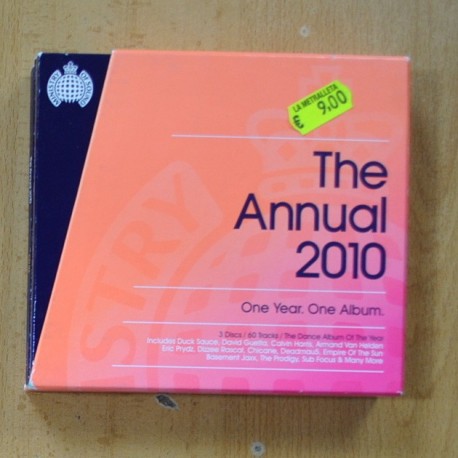 MINISTRY OF SOUND
LA METRALLETA
€ 9,00
The
Annual
2010
One Year. One Album.
3 Discs / 60 Tracks / The Dance Album Of The Year
Includes Duck Sauce, David Guetta, Calvin Harris, Armand Van Helden
Eric Prydz, Dizzee Rascal, Chicane, Deadmau5, Empire Of The Sun
Basement Jaxx, The Prodigy, Sub Focus & Many More
STRY